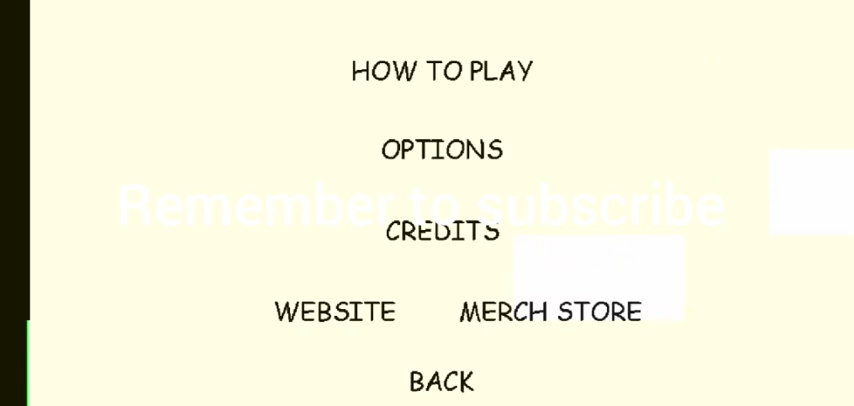 HOW TO PLAY
OPTIONS
Remember to subscribe
CREDITS
WEBSITE MERCH STORE
BACK